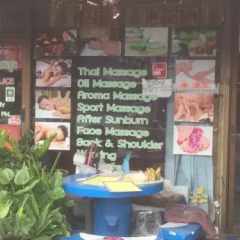 Thai Massage
Oil Massage
Aroma Massage
Sport Massage
After Sunburn
Face Massage
Back & Shoulder